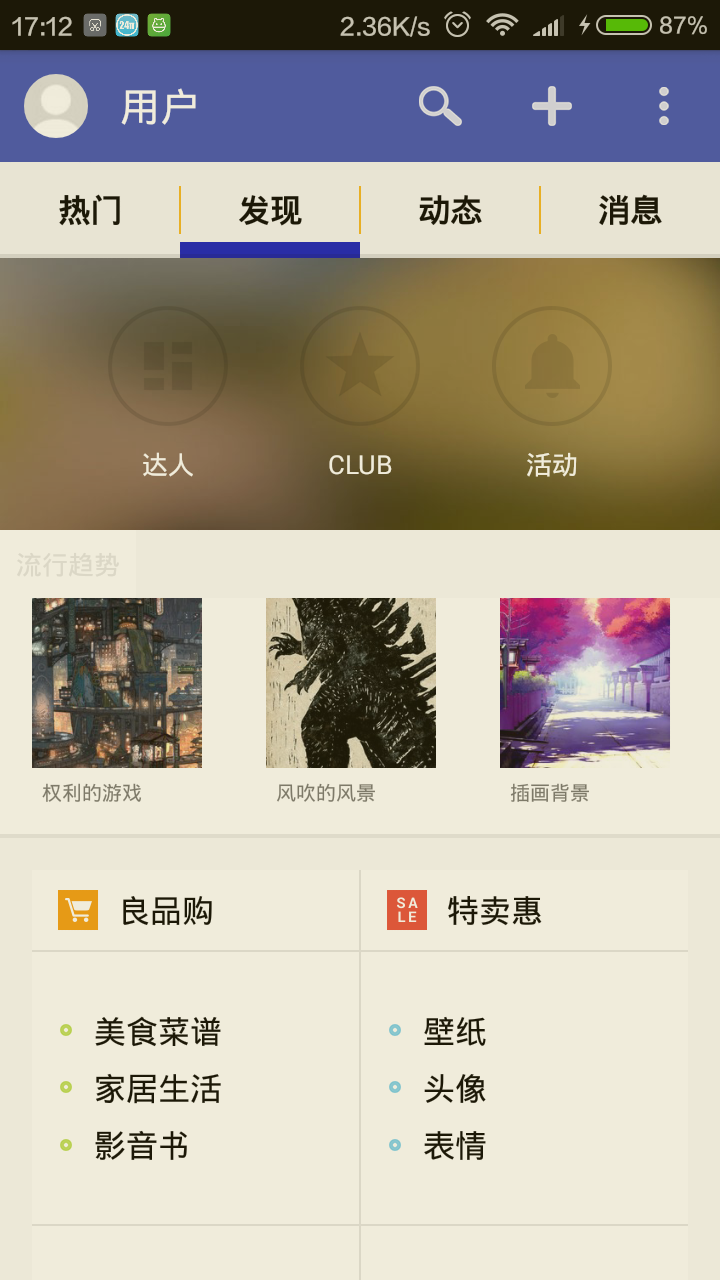 17:12 24π 2.36K/s 87%
用户
热门 发现 动态 消息
达人 CLUB 活动
流行趋势
权利的游戏 风吹的风景 插画背景
良品购 SALE 特卖惠
美食菜谱 壁纸
家居生活 头像
影音书 表情